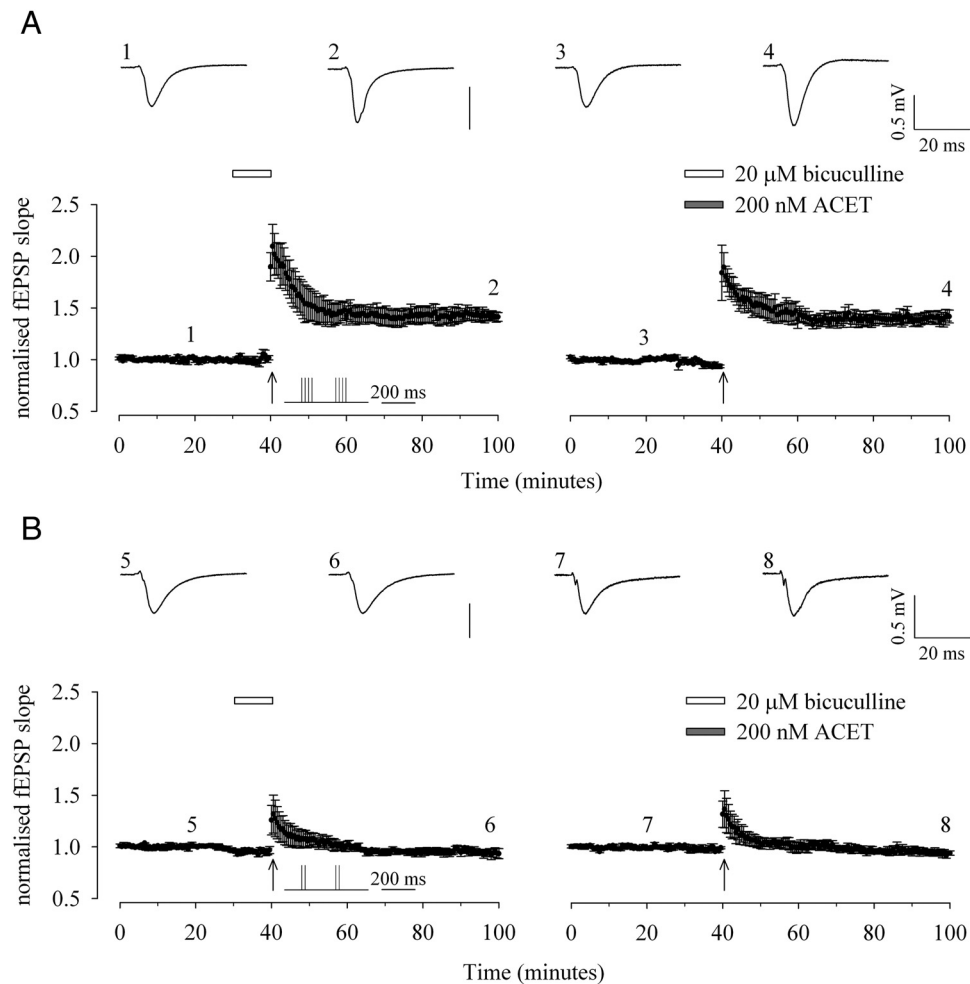 A
1 2 3 4
0.5 mV
20 ms
20 μM bicuculline
200 nM ACET
normalised fEPSP slope
2.5
2.0
1.5
1.0
0.5
1 2 3 4
200 ms
0 20 40 60 80 100 0 20 40 60 80 100
Time (minutes)
B
5 6 7 8
0.5 mV
20 ms
20 μM bicuculline
200 nM ACET
normalised fEPSP slope
2.5
2.0
1.5
1.0
0.5
5 6 7 8
200 ms
0 20 40 60 80 100 0 20 40 60 80 100
Time (minutes)